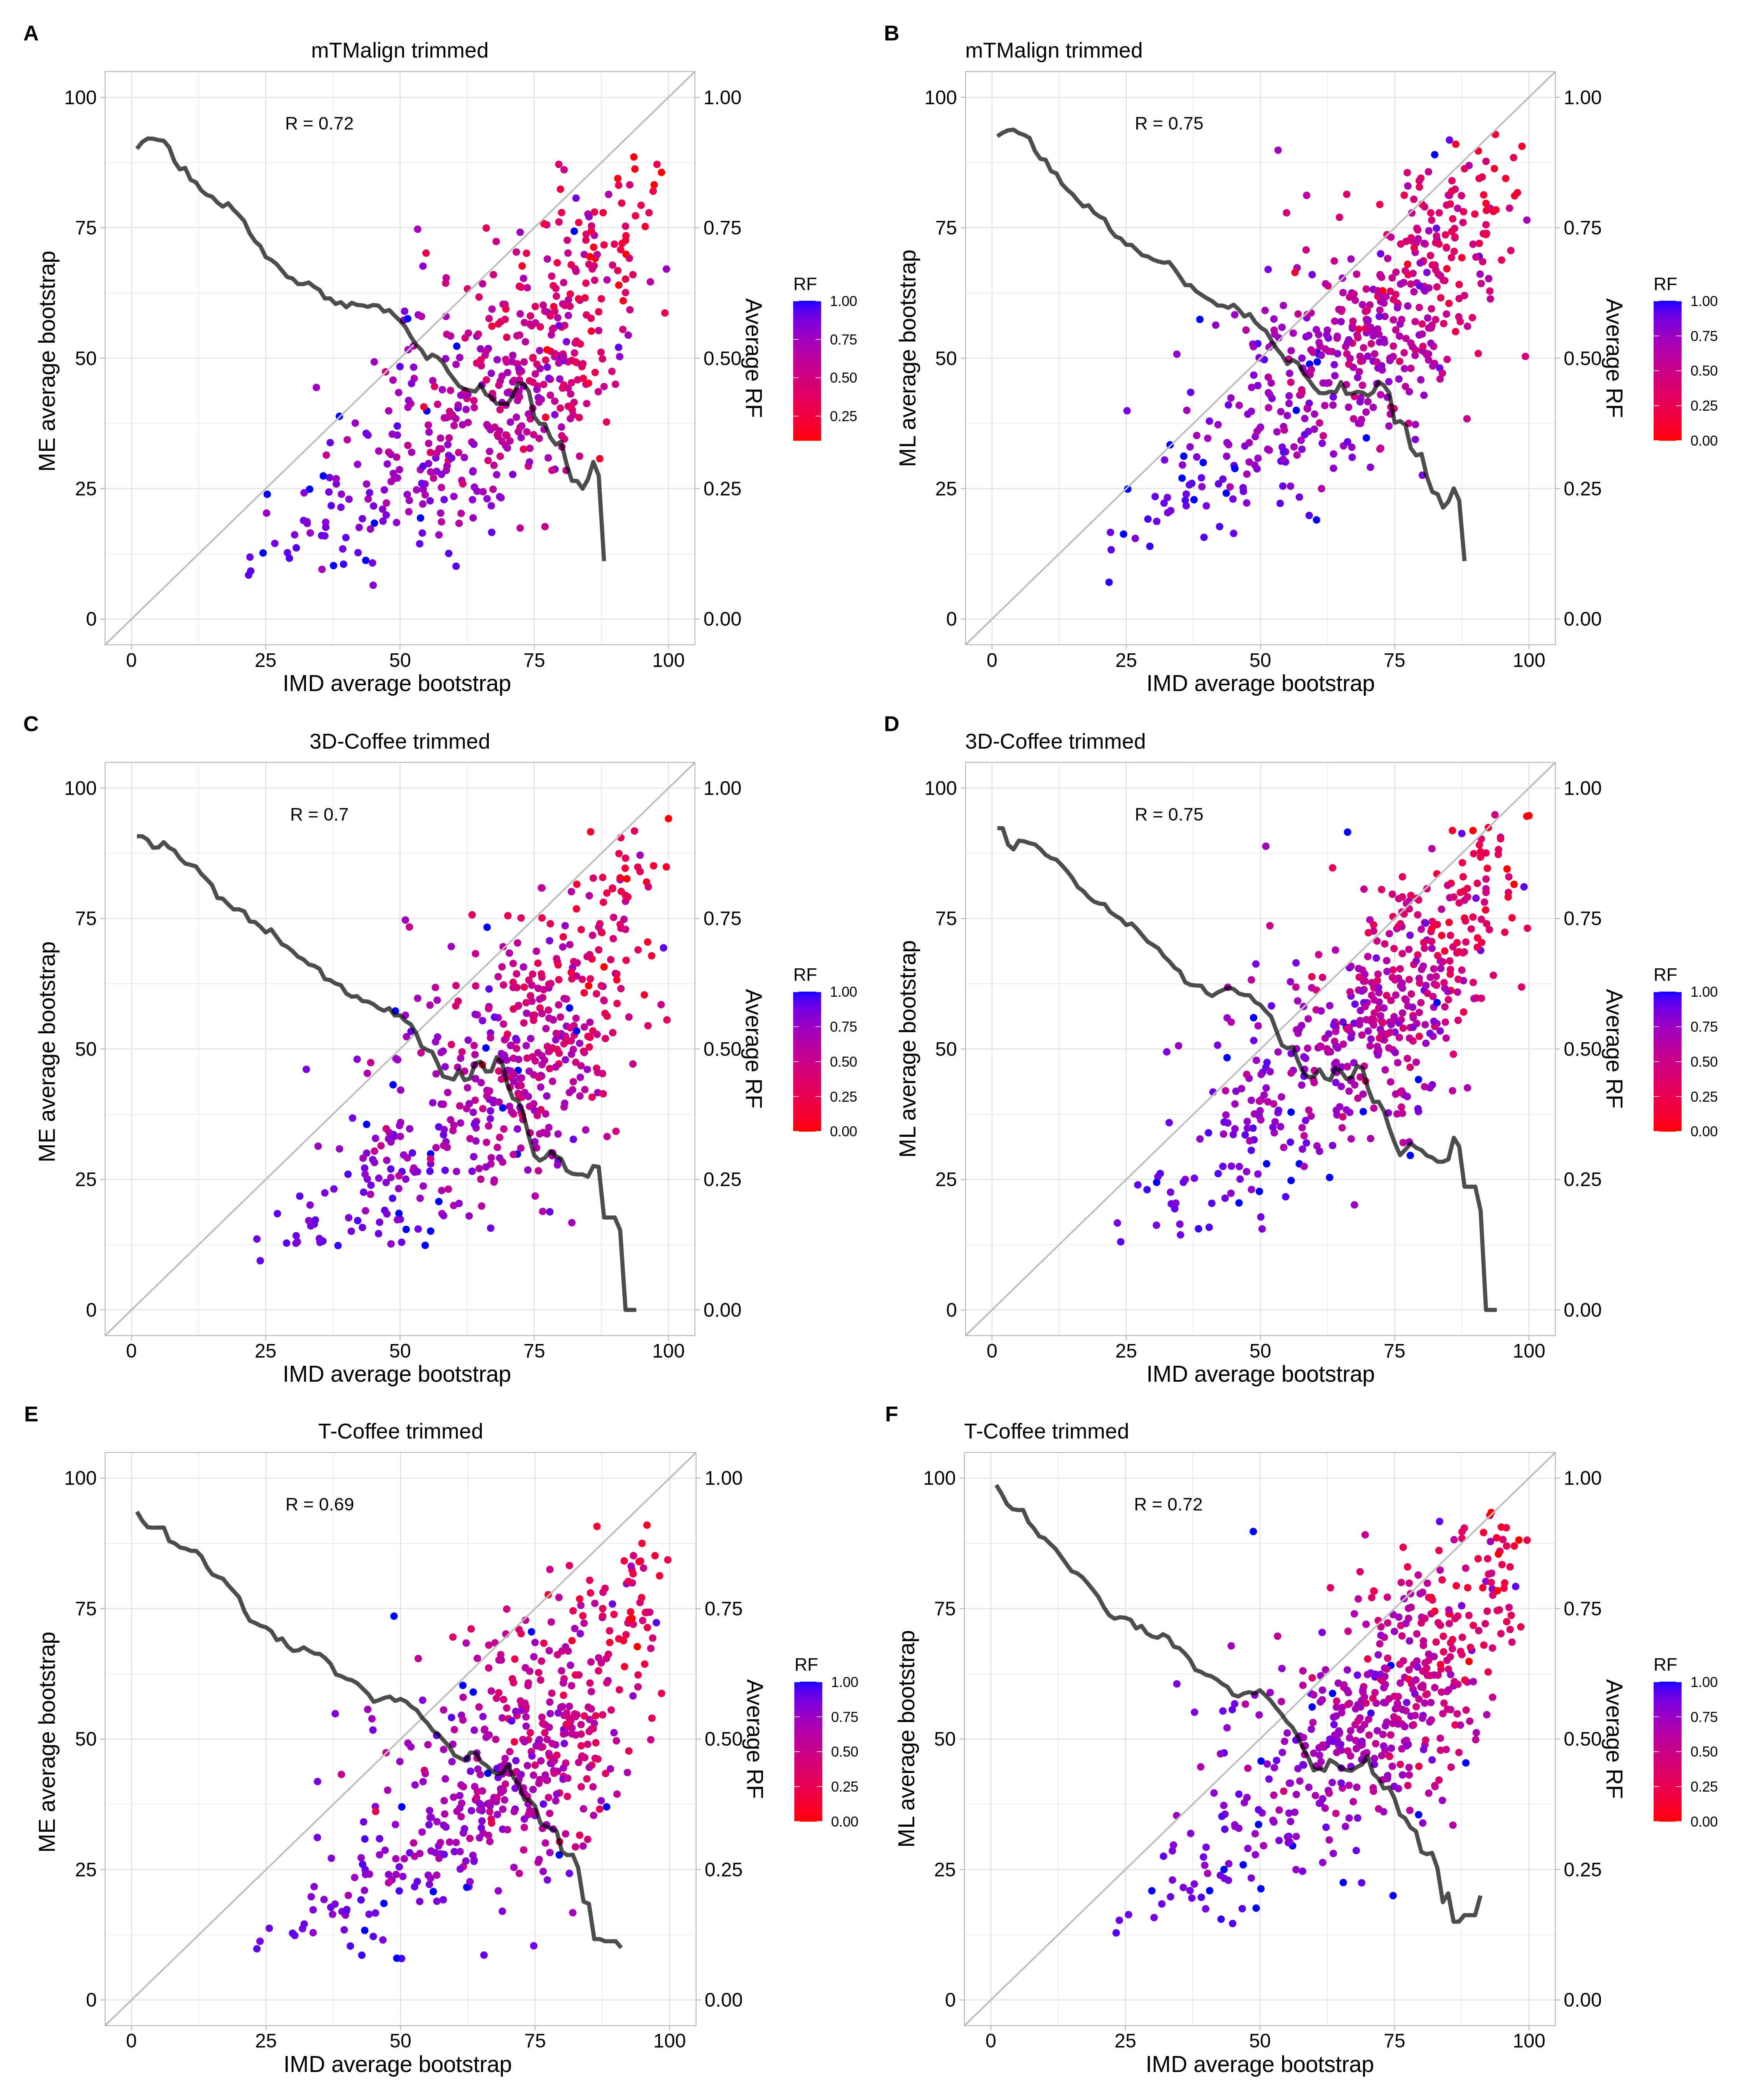 A
mTMalign trimmed
R = 0.72
100
75
50
25
0
1.00
0.75
0.50
0.25
0.00
0
25
50
75
100
ME average bootstrap
Average RF
IMD average bootstrap
RF
1.00
0.75
0.50
0.25
B
mTMalign trimmed
R = 0.75
100
75
50
25
0
1.00
0.75
0.50
0.25
0.00
0
25
50
75
100
ML average bootstrap
Average RF
IMD average bootstrap
RF
1.00
0.75
0.50
0.25
0.00
C
3D-Coffee trimmed
R = 0.7
100
75
50
25
0
1.00
0.75
0.50
0.25
0.00
0
25
50
75
100
ME average bootstrap
Average RF
IMD average bootstrap
RF
1.00
0.75
0.50
0.25
0.00
D
3D-Coffee trimmed
R = 0.75
100
75
50
25
0
1.00
0.75
0.50
0.25
0.00
0
25
50
75
100
ML average bootstrap
Average RF
IMD average bootstrap
RF
1.00
0.75
0.50
0.25
0.00
E
T-Coffee trimmed
R = 0.69
100
75
50
25
0
1.00
0.75
0.50
0.25
0.00
0
25
50
75
100
ME average bootstrap
Average RF
IMD average bootstrap
RF
1.00
0.75
0.50
0.25
0.00
F
T-Coffee trimmed
R = 0.72
100
75
50
25
0
1.00
0.75
0.50
0.25
0.00
0
25
50
75
100
ML average bootstrap
Average RF
IMD average bootstrap
RF
1.00
0.75
0.50
0.25
0.00